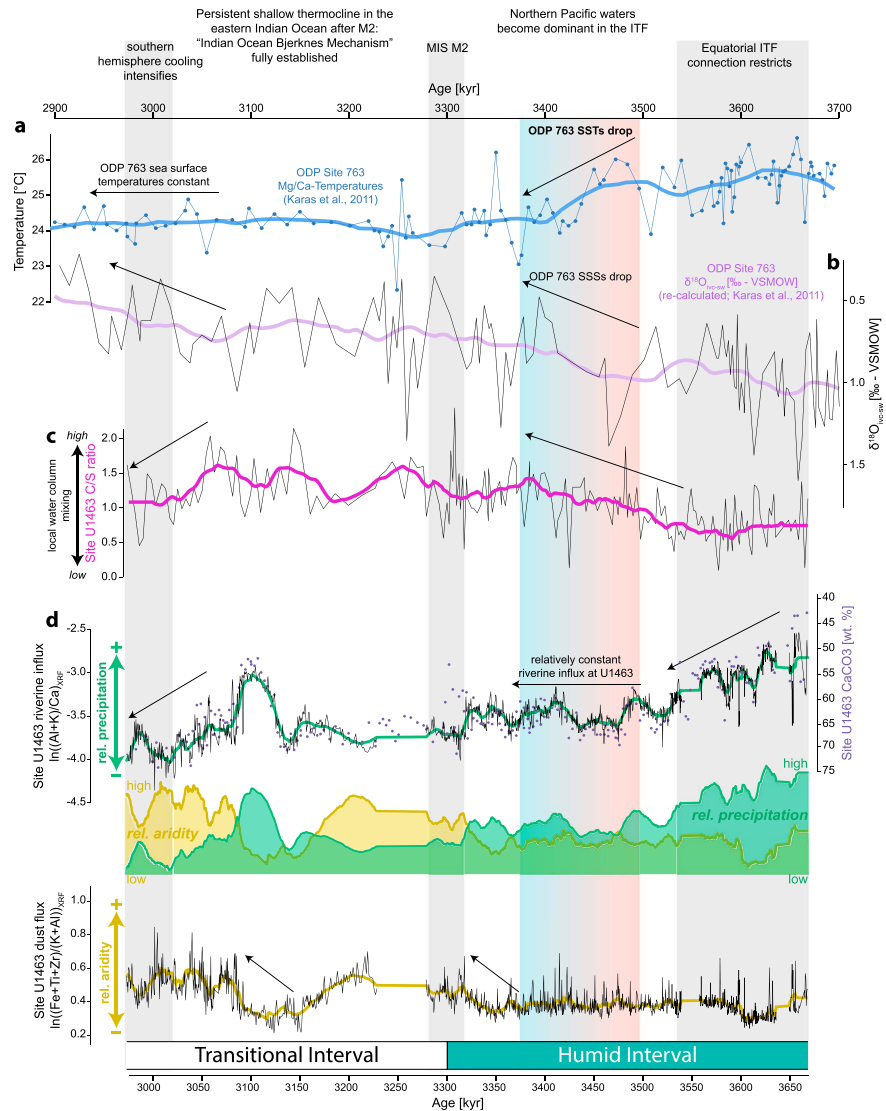 Persistent shallow thermocline in the
eastern Indian Ocean after M2:
"Indian Ocean Bjerknes Mechanism"
fully established
Northern Pacific waters
become dominant in the ITF
southern
hemisphere cooling
intensifies
MIS M2
Equatorial ITF
connection restricts
Age [kyr]
2900 3000 3100 3200 3300 3400 3500 3600 3700
a
ODP 763 SSTs drop
ODP 763 sea surface
temperatures constant
ODP Site 763
Mg/Ca-Temperatures
(Karas et al., 2011)
Temperature [°C]
26
25
24
23
22
b
ODP 763 SSSs drop
ODP Site 763
δ18Oivc-sw [‰ - VSMOW]
(re-calculated; Karas et al., 2011)
δ18Oivc-sw [‰ - VSMOW]
0.5
1.0
1.5
c
high
local water column
mixing
low
Site U1463 C/S ratio
2.0
1.5
1.0
0.5
0.0
d
Site U1463 riverine influx
ln((Al+K)/Ca)XRF
+
rel. precipitation
−
-2.5
-3.0
-3.5
-4.0
-4.5
relatively constant
riverine influx at U1463
Site U1463 CaCO3 [wt. %]
40
45
50
55
60
65
70
75
high
high
rel. aridity
rel. precipitation
low
low
Site U1463 dust flux
ln((Fe+Ti+Zr)/(K+Al))XRF
+
rel. aridity
−
1.0
0.8
0.6
0.4
0.2
Transitional Interval
Humid Interval
3000 3050 3100 3150 3200 3250 3300 3350 3400 3450 3500 3550 3600 3650
Age [kyr]